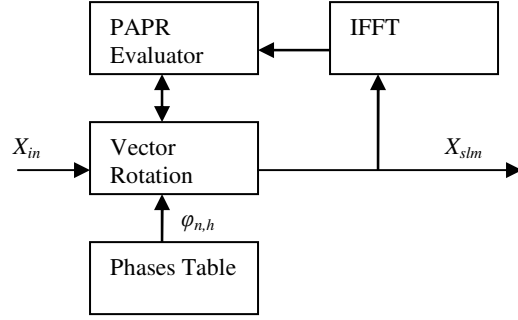 PAPR
Evaluator
IFFT
X_in
Vector
Rotation
X_slm
φ_n,h
Phases Table